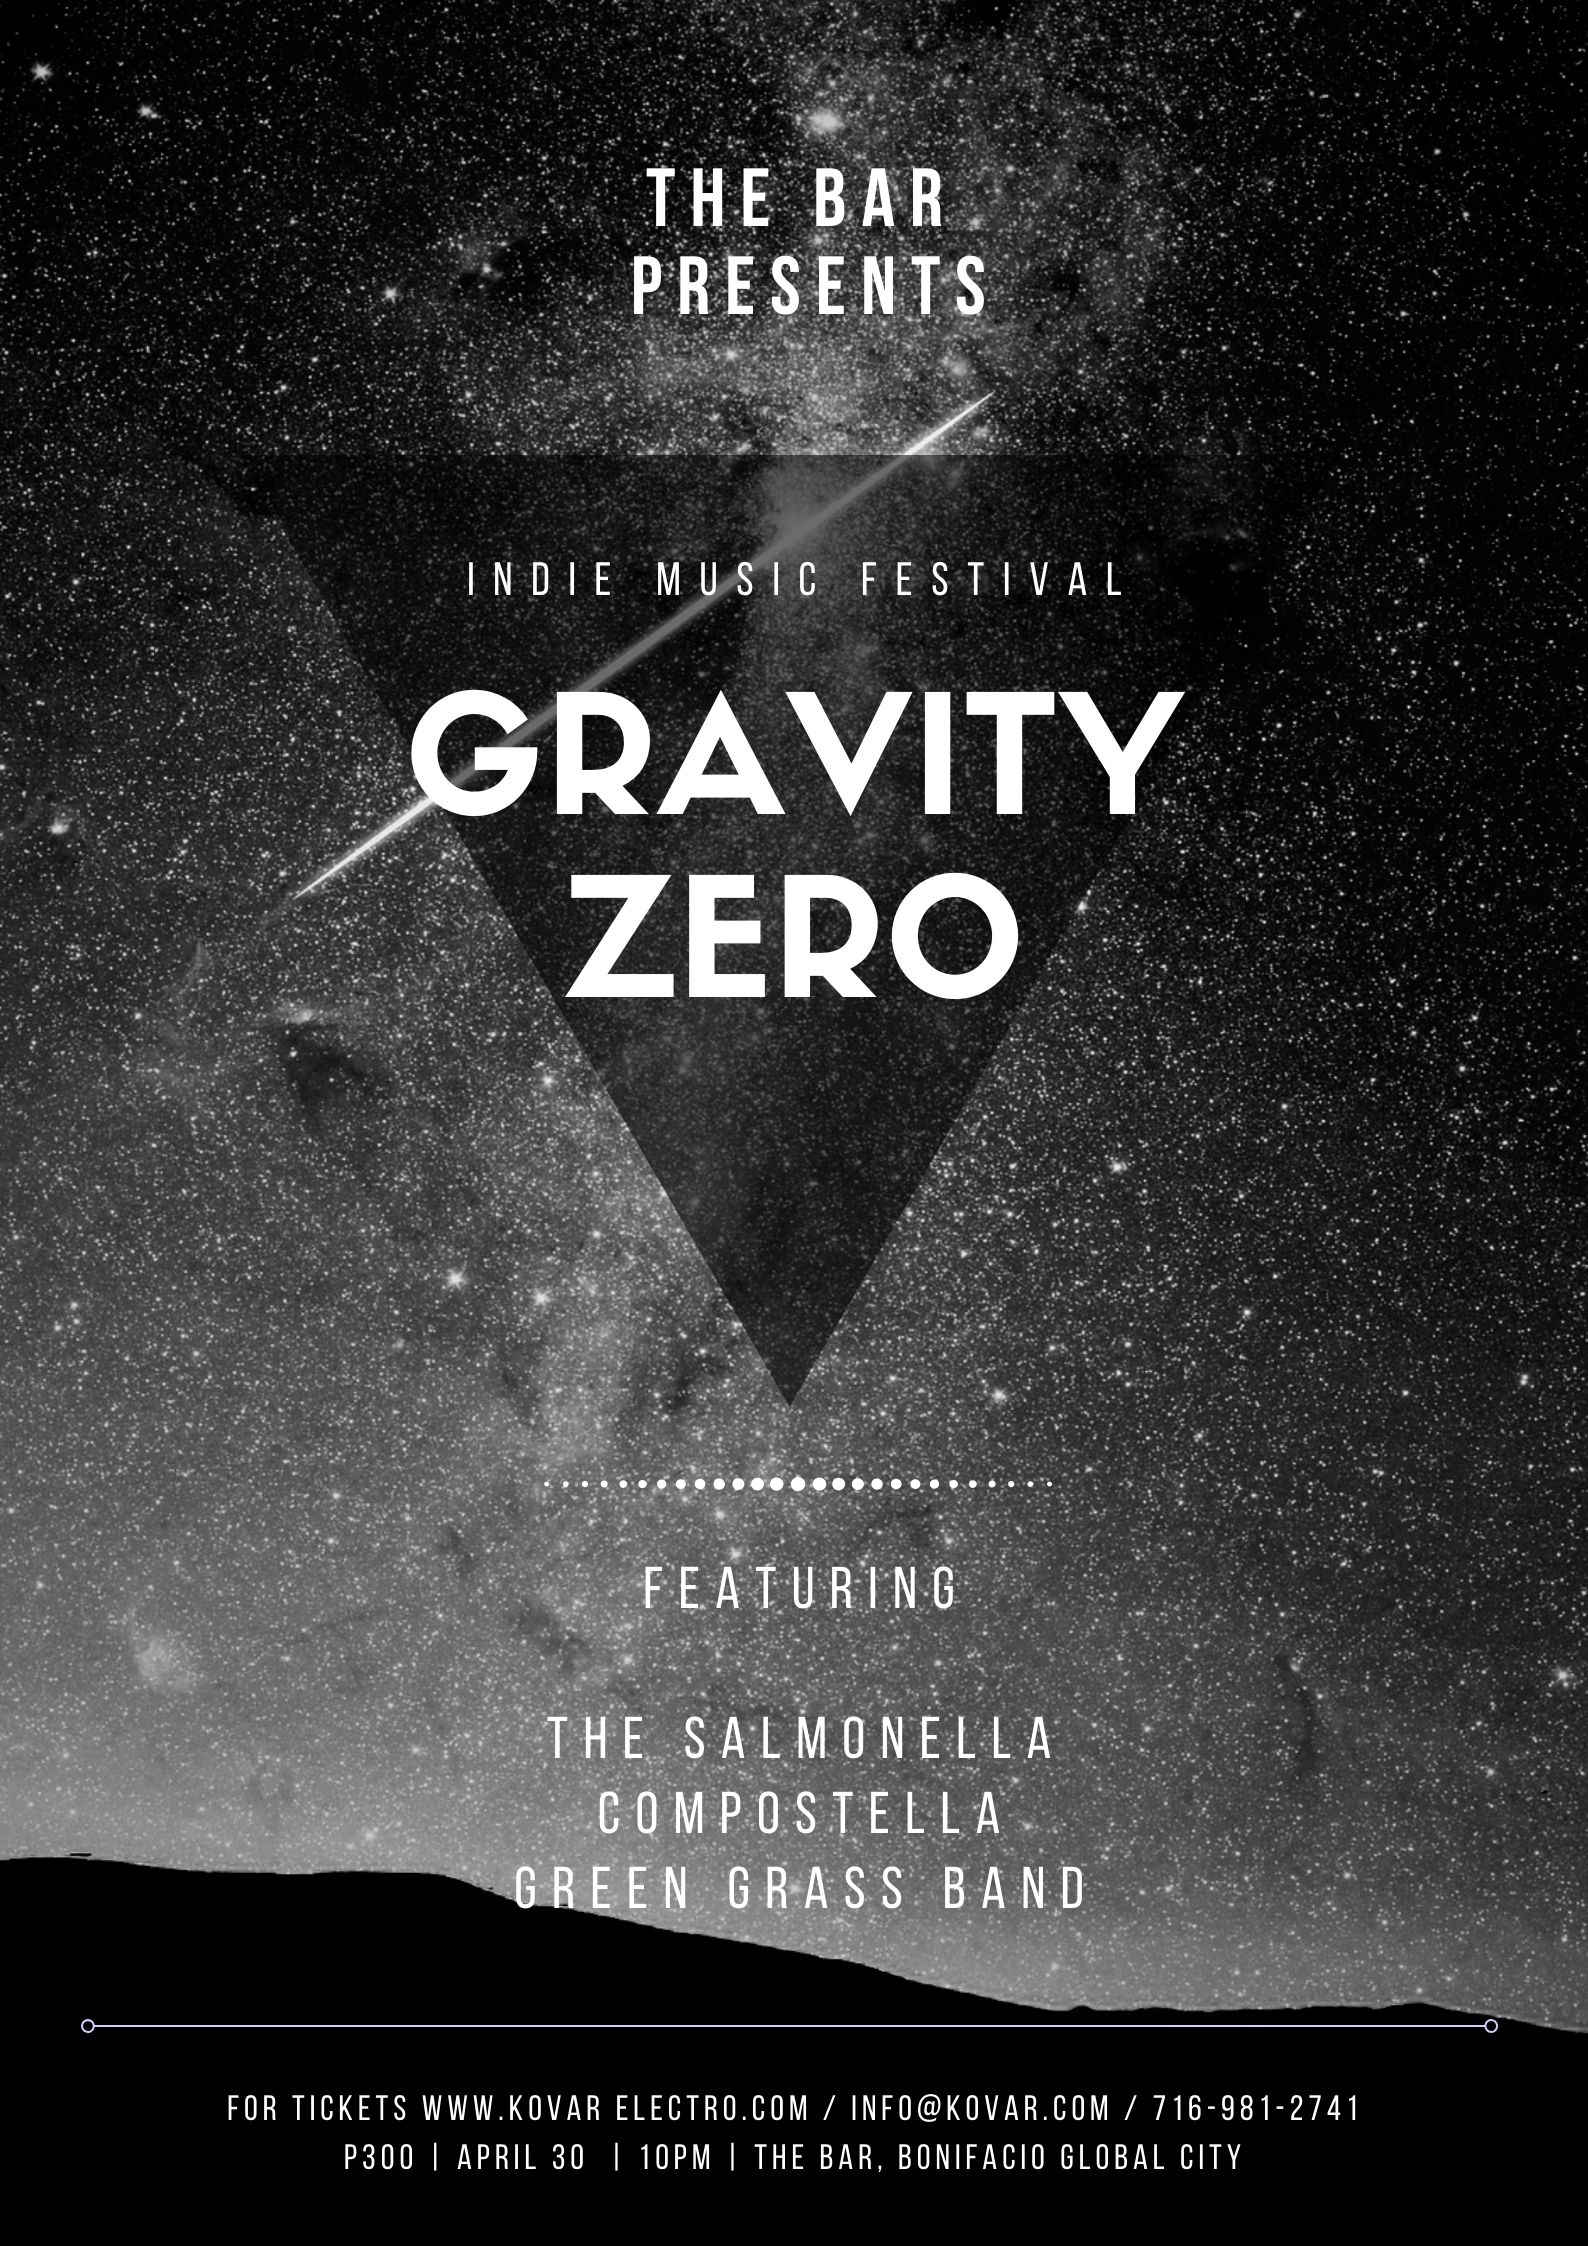 THE BAR
PRESENTS
INDIE MUSIC FESTIVAL
GRAVITY
ZERO
FEATURING
THE SALMONELLA
COMPOSTELLA
GREEN GRASS BAND
FOR TICKETS WWW.KOVAR ELECTRO.COM / INFO@KOVAR.COM / 716-981-2741
P300 | APRIL 30 | 10PM | THE BAR, BONIFACIO GLOBAL CITY